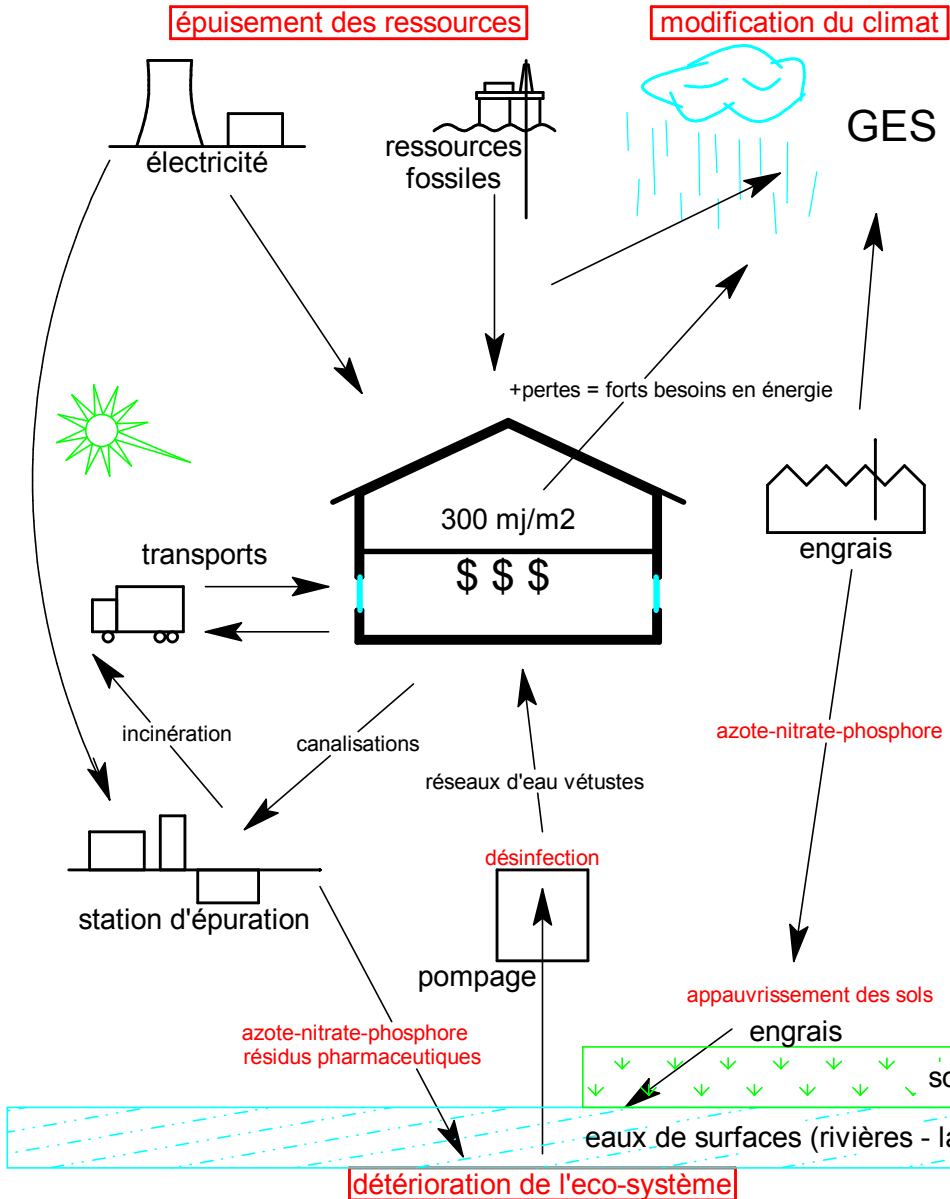 épuisement des ressources
modification du climat
GES
électricité
ressources
fossiles
+pertes = forts besoins en énergie
300 mj/m2
$ $ $
transports
engrais
incinération
canalisations
azote-nitrate-phosphore
réseaux d'eau vétustes
désinfection
station d'épuration
pompage
appauvrissement des sols
engrais
azote-nitrate-phosphore
résidus pharmaceutiques
eaux de surfaces (rivières -
détérioration de l'eco-système